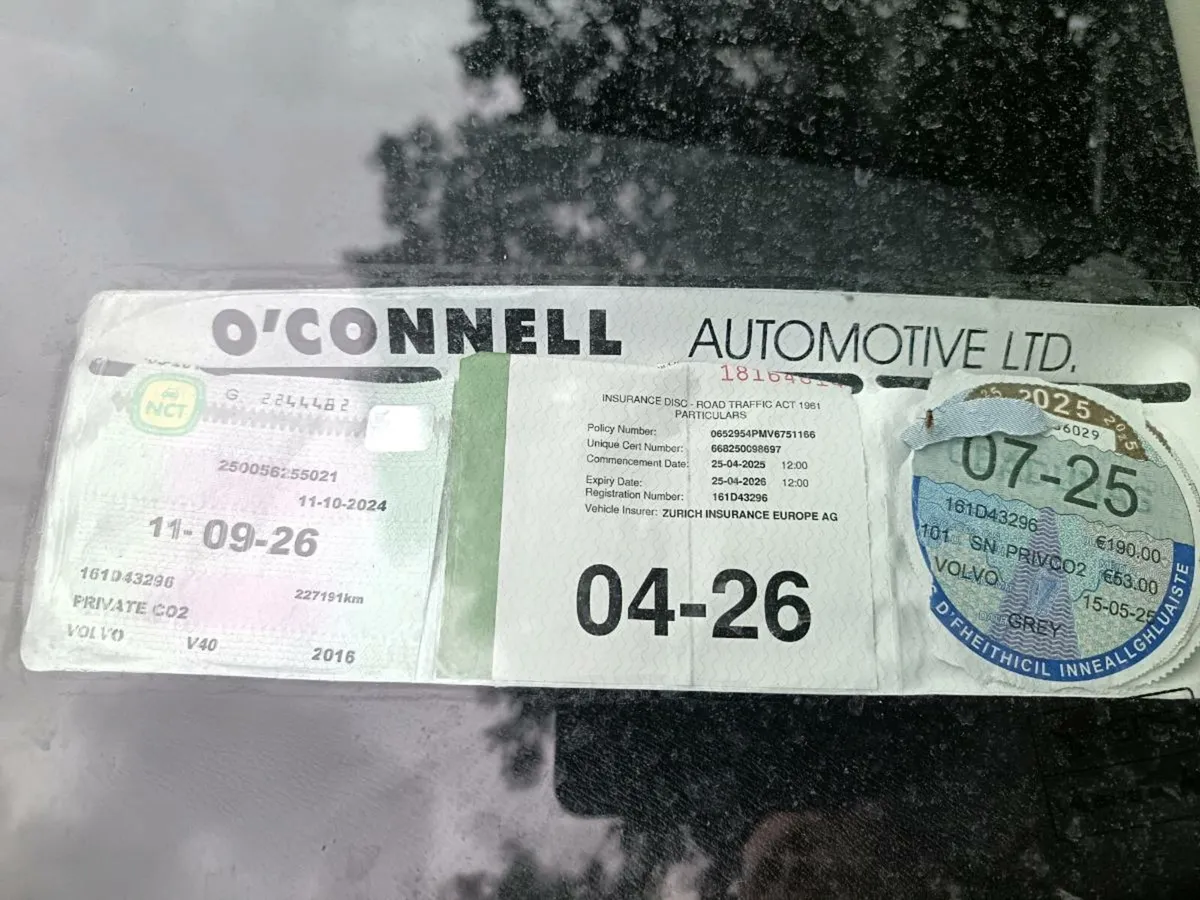 O'CONNELL AUTOMOTIVE LTD.
NCT
G 2244482
250056255021
11-10-2024
11-09-26
161D43296
227191km
PRIVATE CO2
VOLVO V40 2016
INSURANCE DISC - ROAD TRAFFIC ACT 1961
PARTICULARS
Policy Number: 0652954PMV6751166
Unique Cert Number: 668250098697
Commencement Date: 25-04-2025 12:00
Expiry Date: 25-04-2026 12:00
Registration Number: 161D43296
Vehicle Insurer: ZURICH INSURANCE EUROPE AG
04-26
2025
07-25
161D43296
€190.00
101 SN PRIVCO2
€53.00
VOLVO
15-05-25
GREY
D'FHEITHICIL INNEALLGHLUAISTE